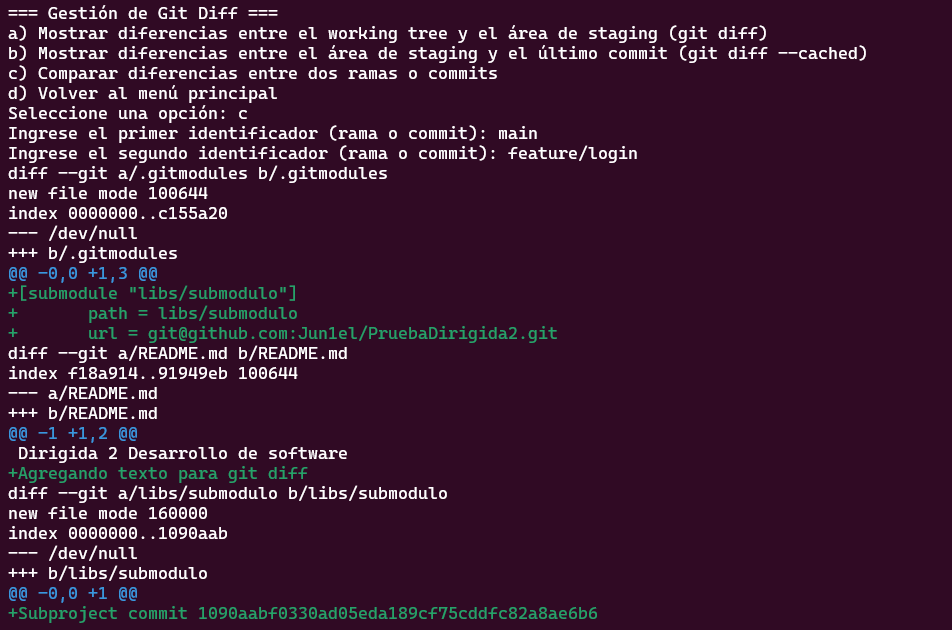 === Gestión de Git Diff ===
a) Mostrar diferencias entre el working tree y el área de staging (git diff)
b) Mostrar diferencias entre el área de staging y el último commit (git diff --cached)
c) Comparar diferencias entre dos ramas o commits
d) Volver al menú principal
Seleccione una opción: c
Ingrese el primer identificador (rama o commit): main
Ingrese el segundo identificador (rama o commit): feature/login
diff --git a/.gitmodules b/.gitmodules
new file mode 100644
index 0000000..c155a20
--- /dev/null
+++ b/.gitmodules
@@ -0,0 +1,3 @@
+[submodule "libs/submodulo"]
+       path = libs/submodulo
+       url = git@github.com:Jun1el/PruebaDirigida2.git
diff --git a/README.md b/README.md
index f18a914..91949eb 100644
--- a/README.md
+++ b/README.md
@@ -1 +1,2 @@
 Dirigida 2 Desarrollo de software
+Agregando texto para git diff
diff --git a/libs/submodulo b/libs/submodulo
new file mode 160000
index 0000000..1090aab
--- /dev/null
+++ b/libs/submodulo
@@ -0,0 +1 @@
+Subproject commit 1090aabf0330ad05eda189cf75cddfc82a8ae6b6